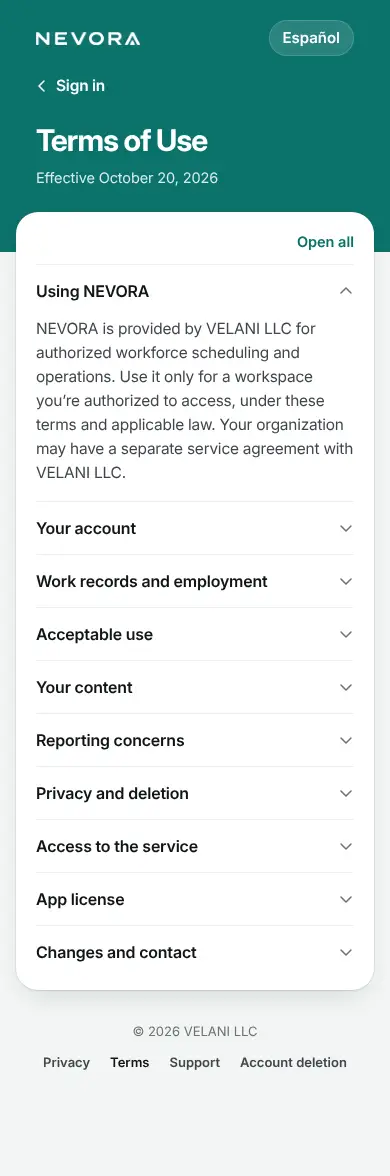 NEVORA
Español
Sign in
Terms of Use
Effective October 20, 2026
Open all
Using NEVORA
NEVORA is provided by VELANI LLC for
authorized workforce scheduling and
operations. Use it only for a workspace
you’re authorized to access, under these
terms and applicable law. Your organization
may have a separate service agreement with
VELANI LLC.
Your account
Work records and employment
Acceptable use
Your content
Reporting concerns
Privacy and deletion
Access to the service
App license
Changes and contact
© 2026 VELANI LLC
Privacy Terms Support Account deletion